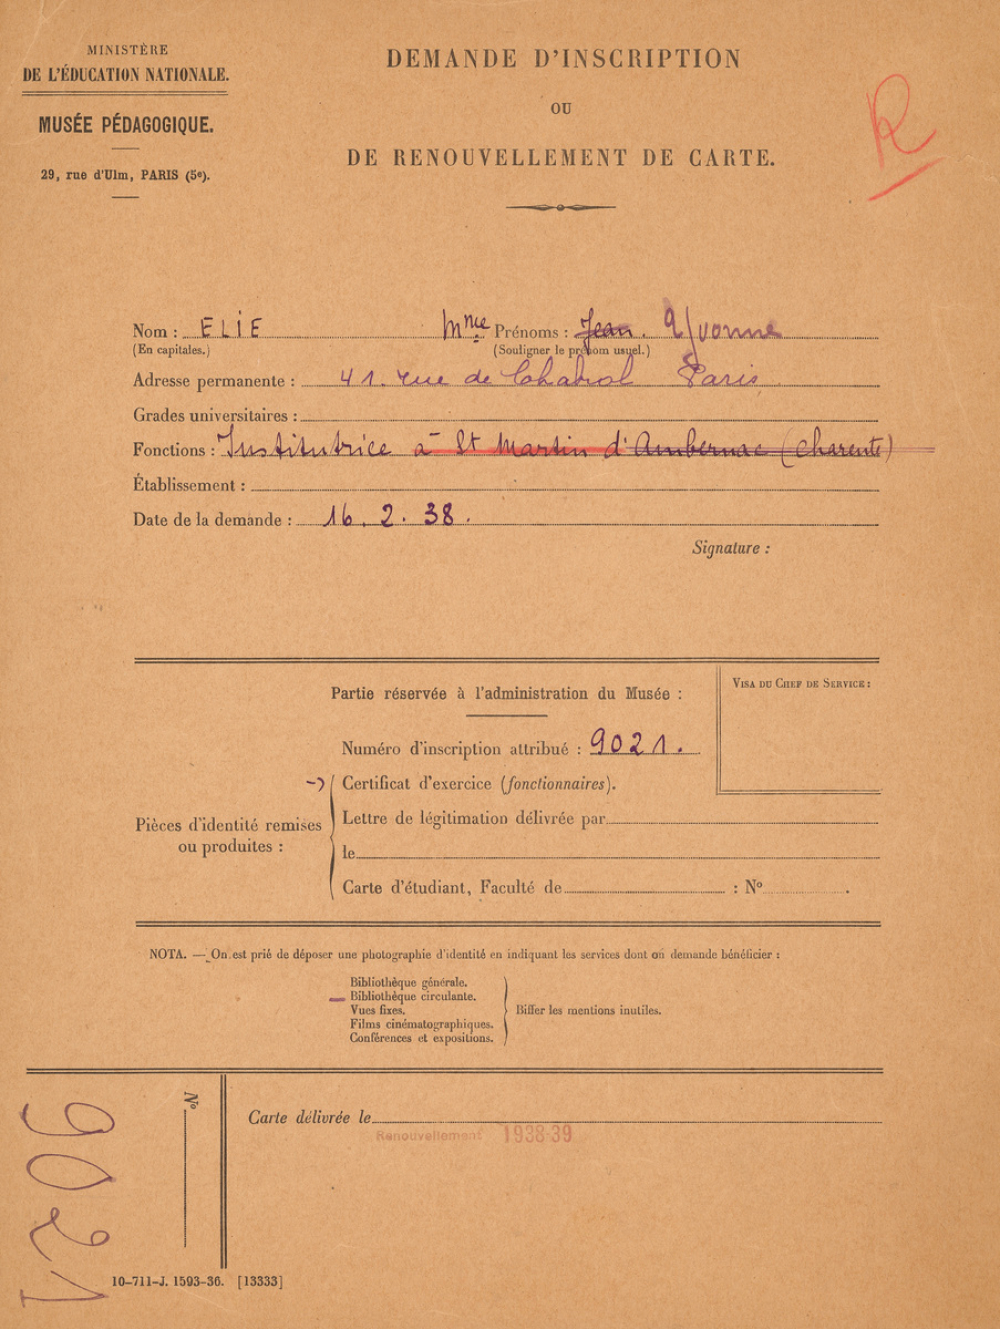 MINISTÈRE
DE L'ÉDUCATION NATIONALE.
MUSÉE PÉDAGOGIQUE.
29, rue d'Ulm, PARIS (5e).
DEMANDE D'INSCRIPTION
OU
DE RENOUVELLEMENT DE CARTE.
R
Nom : ELIE Mme Prénoms : Jean. Yvonne
(En capitales.) (Souligner le prénom usuel.)
Adresse permanente : 41. rue de Chabrol Paris
Grades universitaires :
Fonctions : Institutrice à St Martin d'Ambernac (Charente)
Établissement :
Date de la demande : 16. 2. 38.
Signature :
Partie réservée à l'administration du Musée :
VISA DU CHEF DE SERVICE :
Numéro d'inscription attribué : 9021.
Pièces d'identité remises ou produites :
Certificat d'exercice (fonctionnaires).
Lettre de légitimation délivrée par
le
Carte d'étudiant, Faculté de : N° .
NOTA. — On est prié de déposer une photographie d'identité en indiquant les services dont on demande bénéficier :
Bibliothèque générale.
Bibliothèque circulante.
Vues fixes.
Films cinématographiques.
Conférences et expositions.
Biffer les mentions inutiles.
N°
9021
Carte délivrée le
Renouvellement 1938-39
10-711-J. 1593-36. [13333]